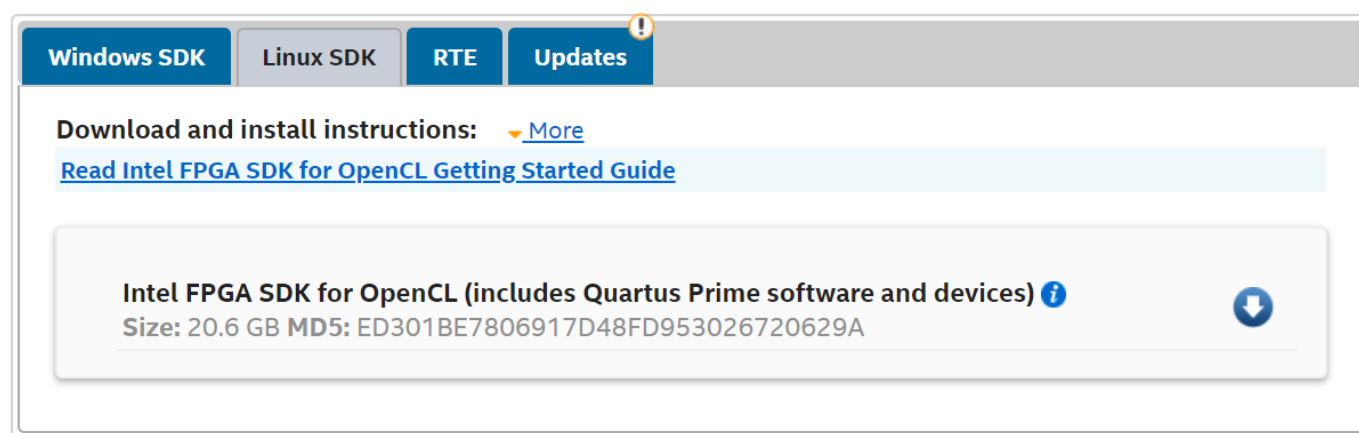 Windows SDK Linux SDK RTE Updates !
Download and install instructions: More
Read Intel FPGA SDK for OpenCL Getting Started Guide
Intel FPGA SDK for OpenCL (includes Quartus Prime software and devices) i
Size: 20.6 GB MD5: ED301BE7806917D48FD953026720629A